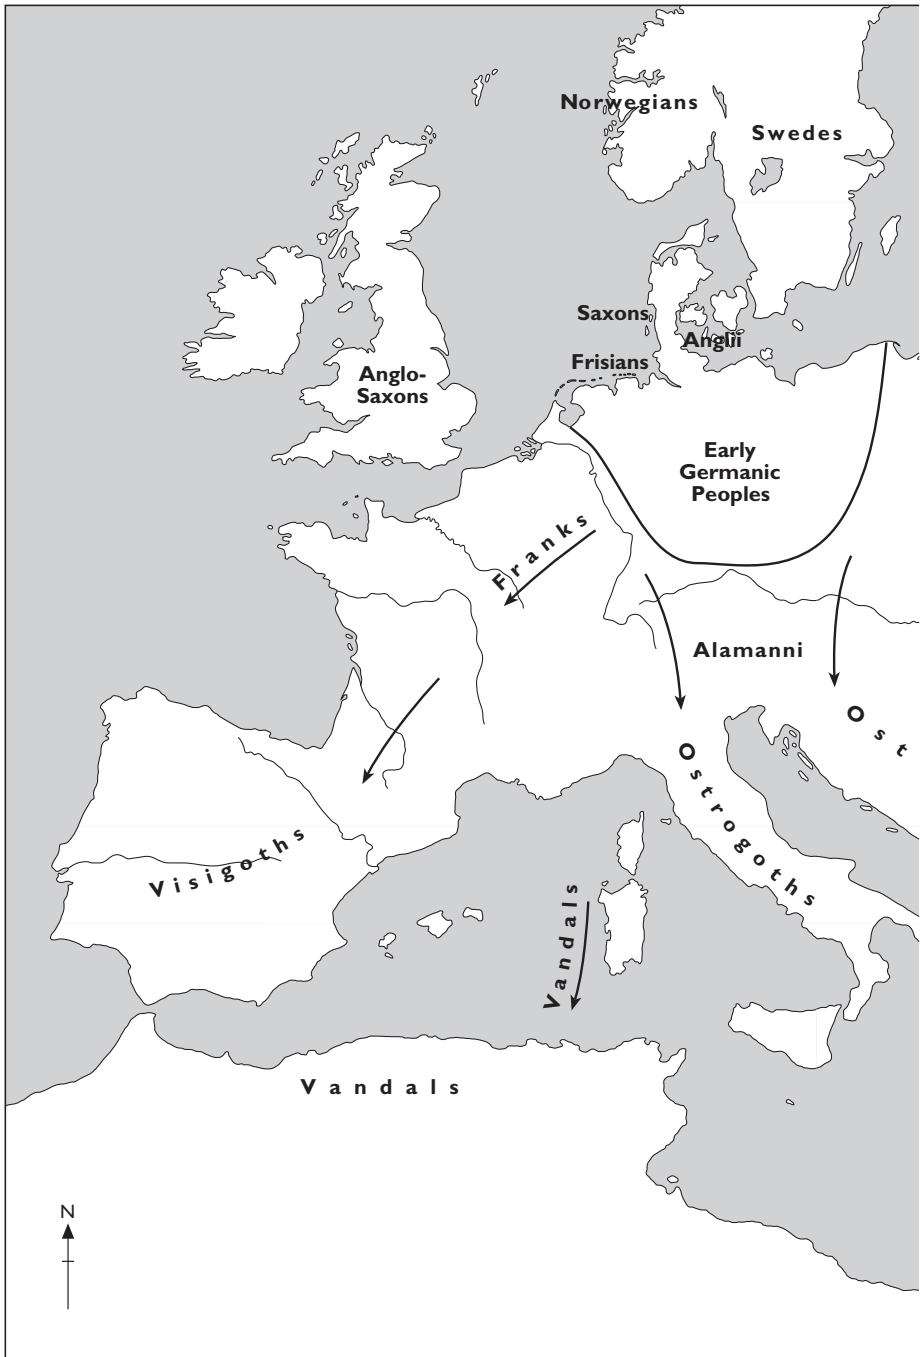 Norwegians
Swedes
Saxons
Anglii
Frisians
Anglo-
Saxons
Early
Germanic
Peoples
Franks
Alamanni
Ost
Ostrogoths
Visigoths
Vandals
Vandals
N